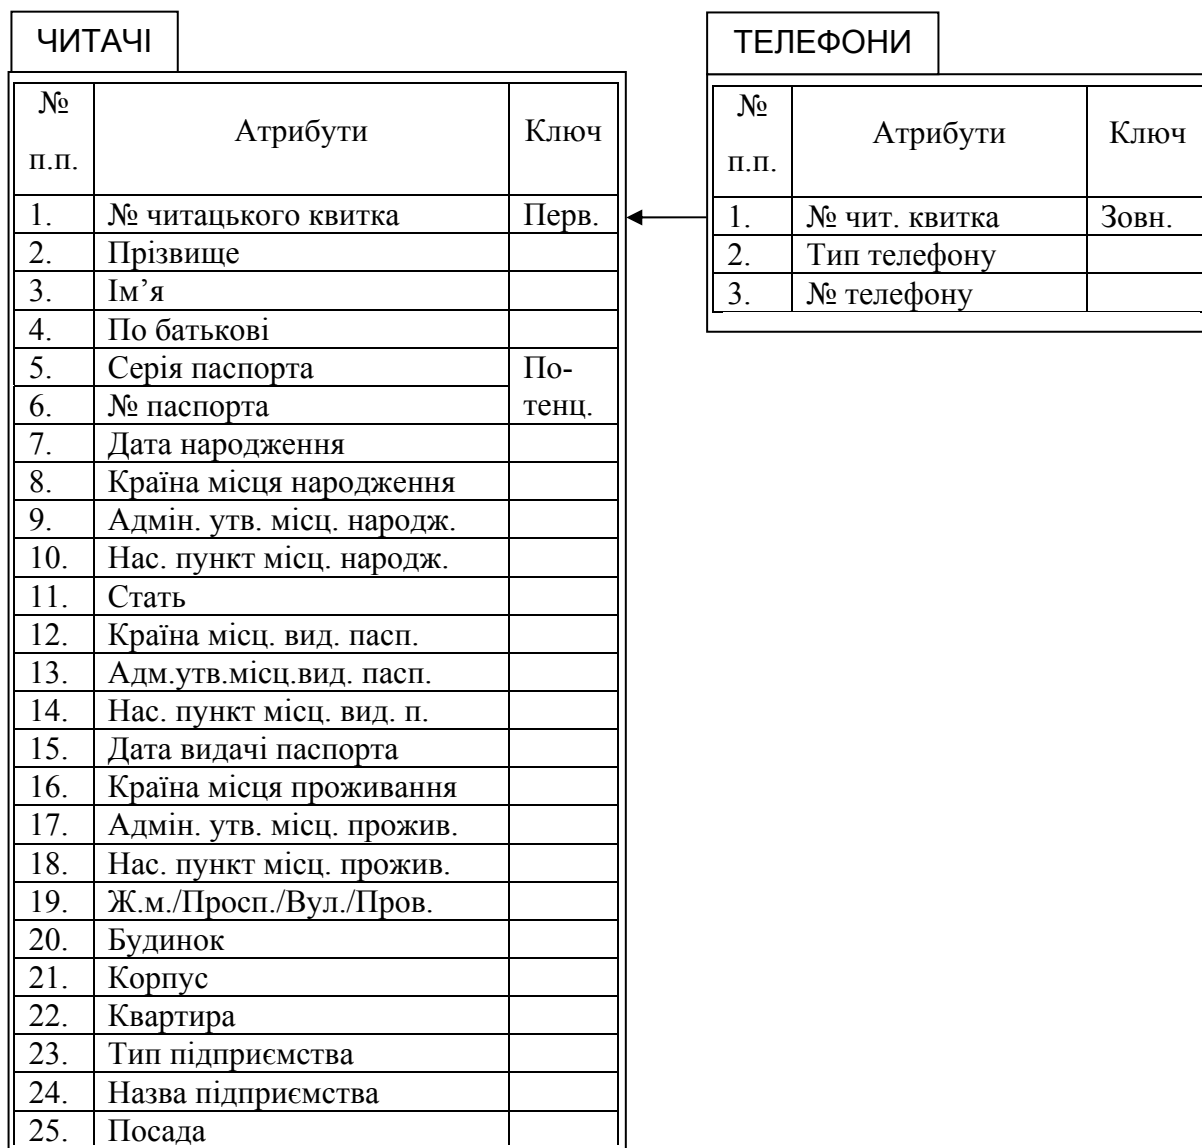 ЧИТАЧІ
№ п.п. Атрибути Ключ
1. № читацького квитка Перв.
2. Прізвище
3. Ім’я
4. По батькові
5. Серія паспорта По-
6. № паспорта тенц.
7. Дата народження
8. Країна місця народження
9. Адмін. утв. місц. народж.
10. Нас. пункт місц. народж.
11. Стать
12. Країна місц. вид. пасп.
13. Адм.утв.місц.вид. пасп.
14. Нас. пункт місц. вид. п.
15. Дата видачі паспорта
16. Країна місця проживання
17. Адмін. утв. місц. прожив.
18. Нас. пункт місц. прожив.
19. Ж.м./Просп./Вул./Пров.
20. Будинок
21. Корпус
22. Квартира
23. Тип підприємства
24. Назва підприємства
25. Посада
ТЕЛЕФОНИ
№ п.п. Атрибути Ключ
1. № чит. квитка Зовн.
2. Тип телефону
3. № телефону